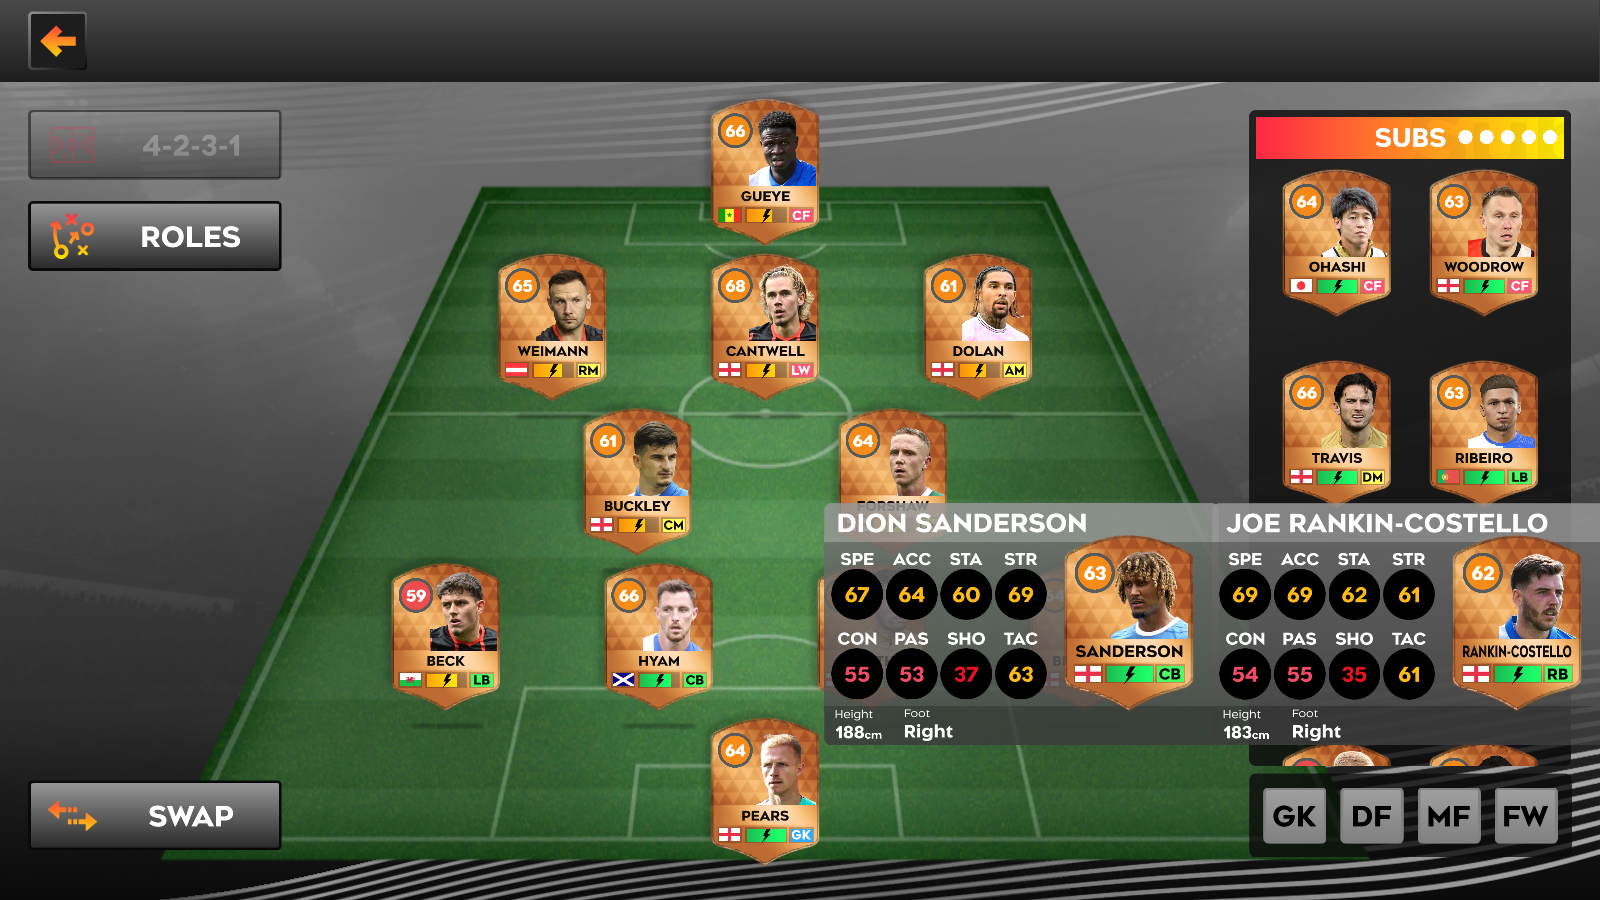 4-2-3-1
ROLES
66
GUEYE
CF
65
WEIMANN
RM
68
CANTWELL
LW
61
DOLAN
AM
61
BUCKLEY
CM
64
FORSHAW
59
BECK
LB
66
HYAM
CB
64
PEARS
GK
SWAP
SUBS
64
OHASHI
CF
63
WOODROW
CF
66
TRAVIS
DM
63
RIBEIRO
LB
DION SANDERSON
SPE ACC STA STR
67 64 60 69
CON PAS SHO TAC
55 53 37 63
Height Foot
188cm Right
63
SANDERSON
CB
JOE RANKIN-COSTELLO
SPE ACC STA STR
69 69 62 61
CON PAS SHO TAC
54 55 35 61
Height Foot
183cm Right
62
RANKIN-COSTELLO
RB
GK DF MF FW